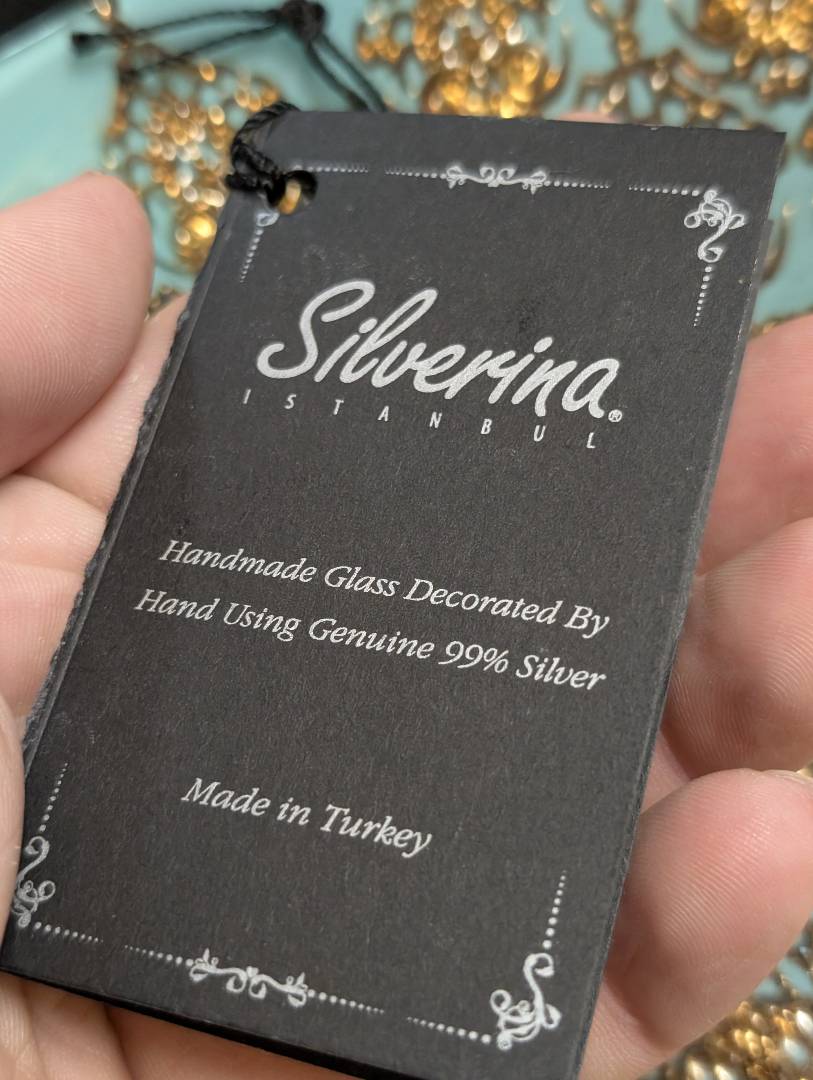 Silverina®
ISTANBUL
Handmade Glass Decorated By
Hand Using Genuine 99% Silver
Made in Turkey